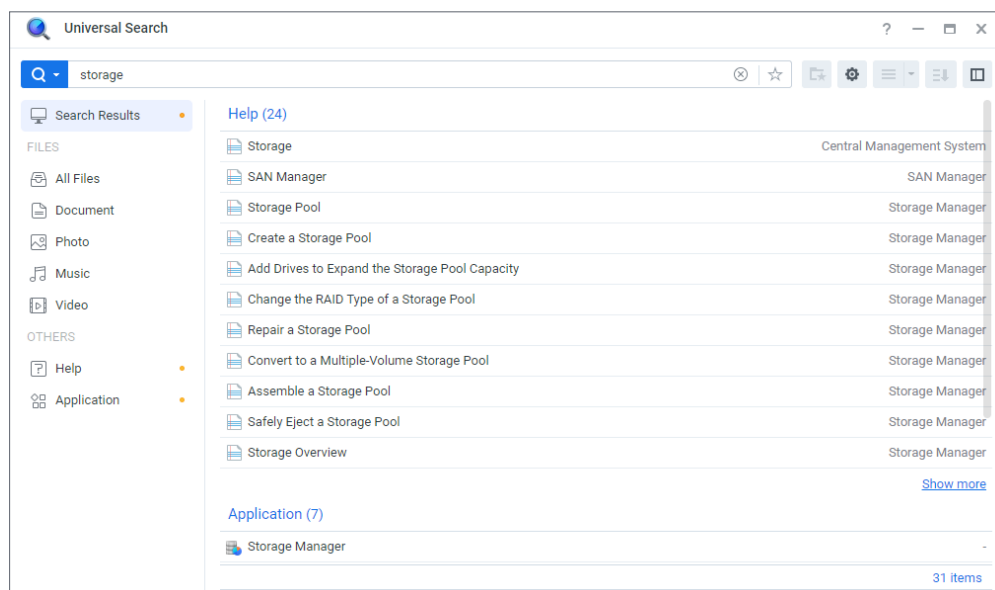 Universal Search
storage
Search Results
FILES
All Files
Document
Photo
Music
Video
OTHERS
Help
Application
Help (24)
Storage Central Management System
SAN Manager SAN Manager
Storage Pool Storage Manager
Create a Storage Pool Storage Manager
Add Drives to Expand the Storage Pool Capacity Storage Manager
Change the RAID Type of a Storage Pool Storage Manager
Repair a Storage Pool Storage Manager
Convert to a Multiple-Volume Storage Pool Storage Manager
Assemble a Storage Pool Storage Manager
Safely Eject a Storage Pool Storage Manager
Storage Overview Storage Manager
Show more
Application (7)
Storage Manager -
31 items